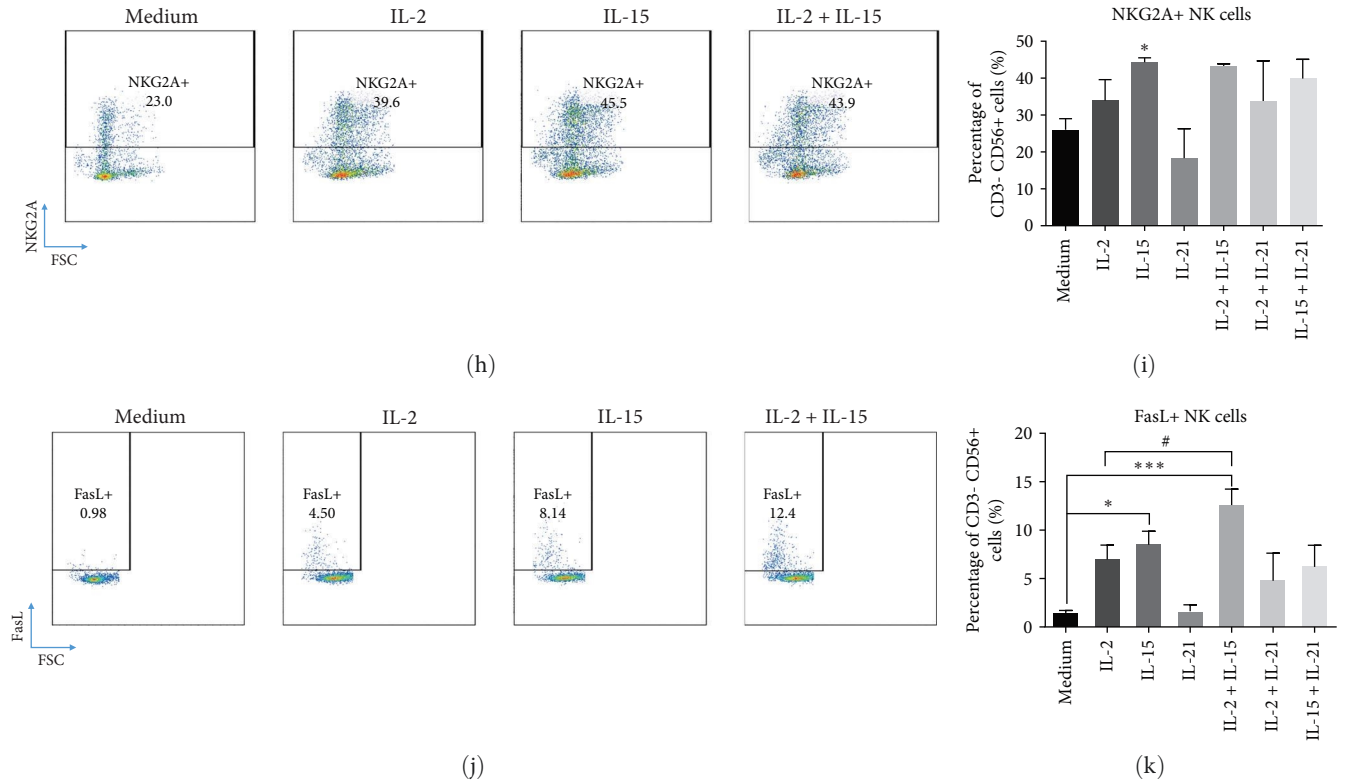 Medium
IL-2
IL-15
IL-2 + IL-15
NKG2A+
23.0
NKG2A+
39.6
NKG2A+
45.5
NKG2A+
43.9
NKG2A
FSC
(h)
NKG2A+ NK cells
Percentage of
CD3- CD56+ cells (%)
50
40
30
20
10
0
*
Medium
IL-2
IL-15
IL-21
IL-2 + IL-15
IL-2 + IL-21
IL-15 + IL-21
(i)
Medium
IL-2
IL-15
IL-2 + IL-15
FasL+
0.98
FasL+
4.50
FasL+
8.14
FasL+
12.4
FasL
FSC
(j)
FasL+ NK cells
Percentage of CD3- CD56+
cells (%)
20
15
10
5
0
#
***
*
Medium
IL-2
IL-15
IL-21
IL-2 + IL-15
IL-2 + IL-21
IL-15 + IL-21
(k)